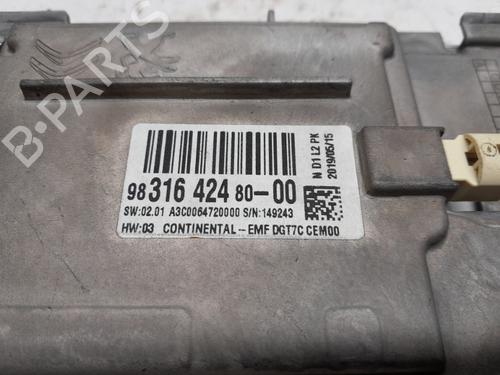 98 316 424 80-00
SW:02.01 A3C0064720000 S/N:149243
HW:03 CONTINENTAL-EMF DGT7C CEM00
N D1 L2 PK
2019/05/15
B-PARTS